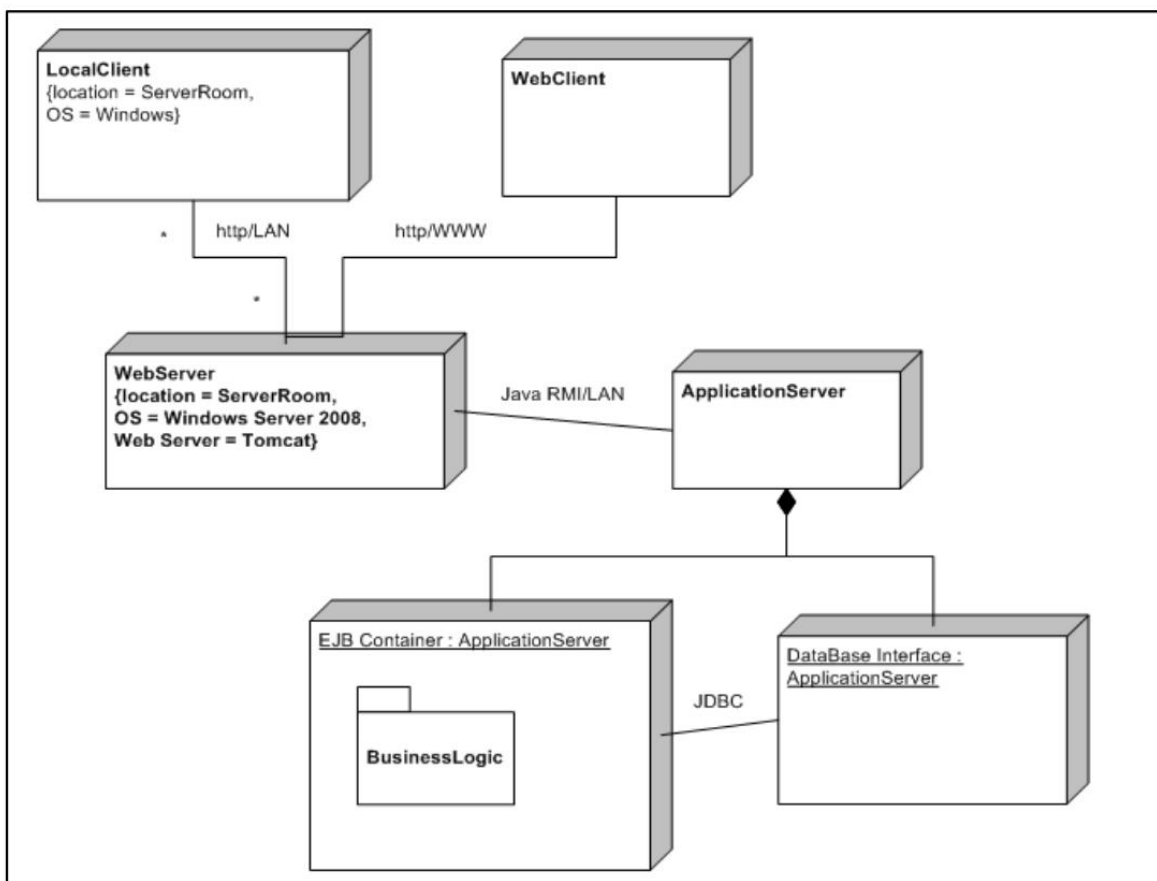 LocalClient
{location = ServerRoom,
OS = Windows}
WebClient
* http/LAN
http/WWW
*
WebServer
{location = ServerRoom,
OS = Windows Server 2008,
Web Server = Tomcat}
Java RMI/LAN
ApplicationServer
EJB Container : ApplicationServer
BusinessLogic
JDBC
DataBase Interface :
ApplicationServer